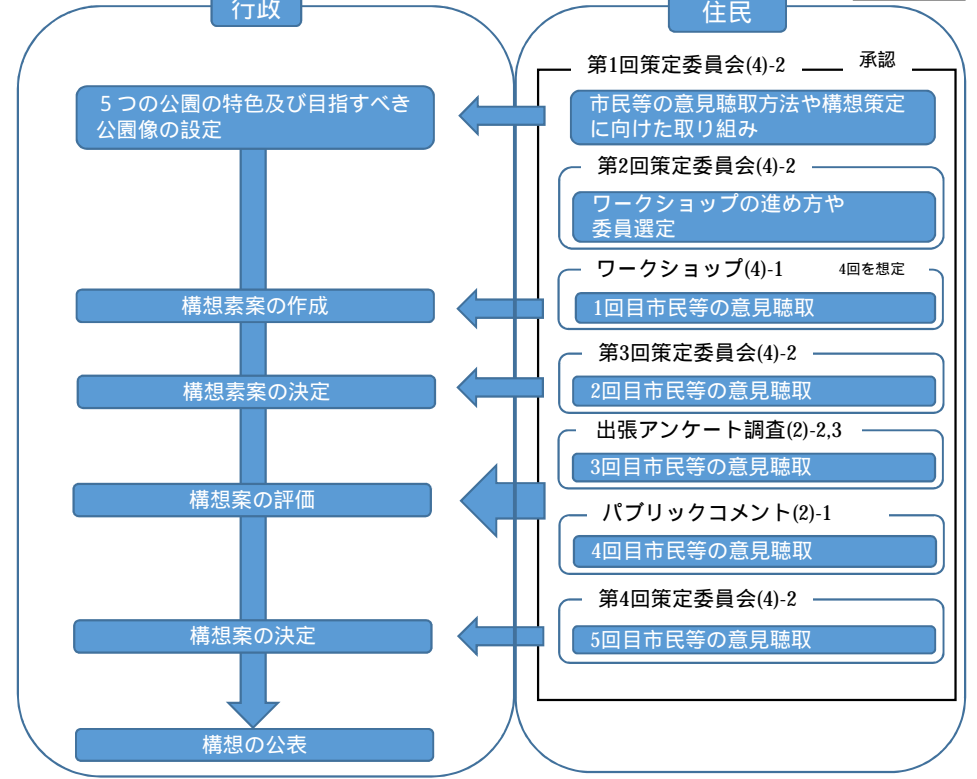 行政
5つの公園の特色及び目指すべき
公園像の設定
構想素案の作成
構想素案の決定
構想案の評価
構想案の決定
構想の公表
住民
第1回策定委員会(4)-2
承認
市民等の意見聴取方法や構想策定
に向けた取り組み
第2回策定委員会(4)-2
ワークショップの進め方や
委員選定
ワークショップ(4)-1
4回を想定
1回目市民等の意見聴取
第3回策定委員会(4)-2
2回目市民等の意見聴取
出張アンケート調査(2)-2,3
3回目市民等の意見聴取
パブリックコメント(2)-1
4回目市民等の意見聴取
第4回策定委員会(4)-2
5回目市民等の意見聴取